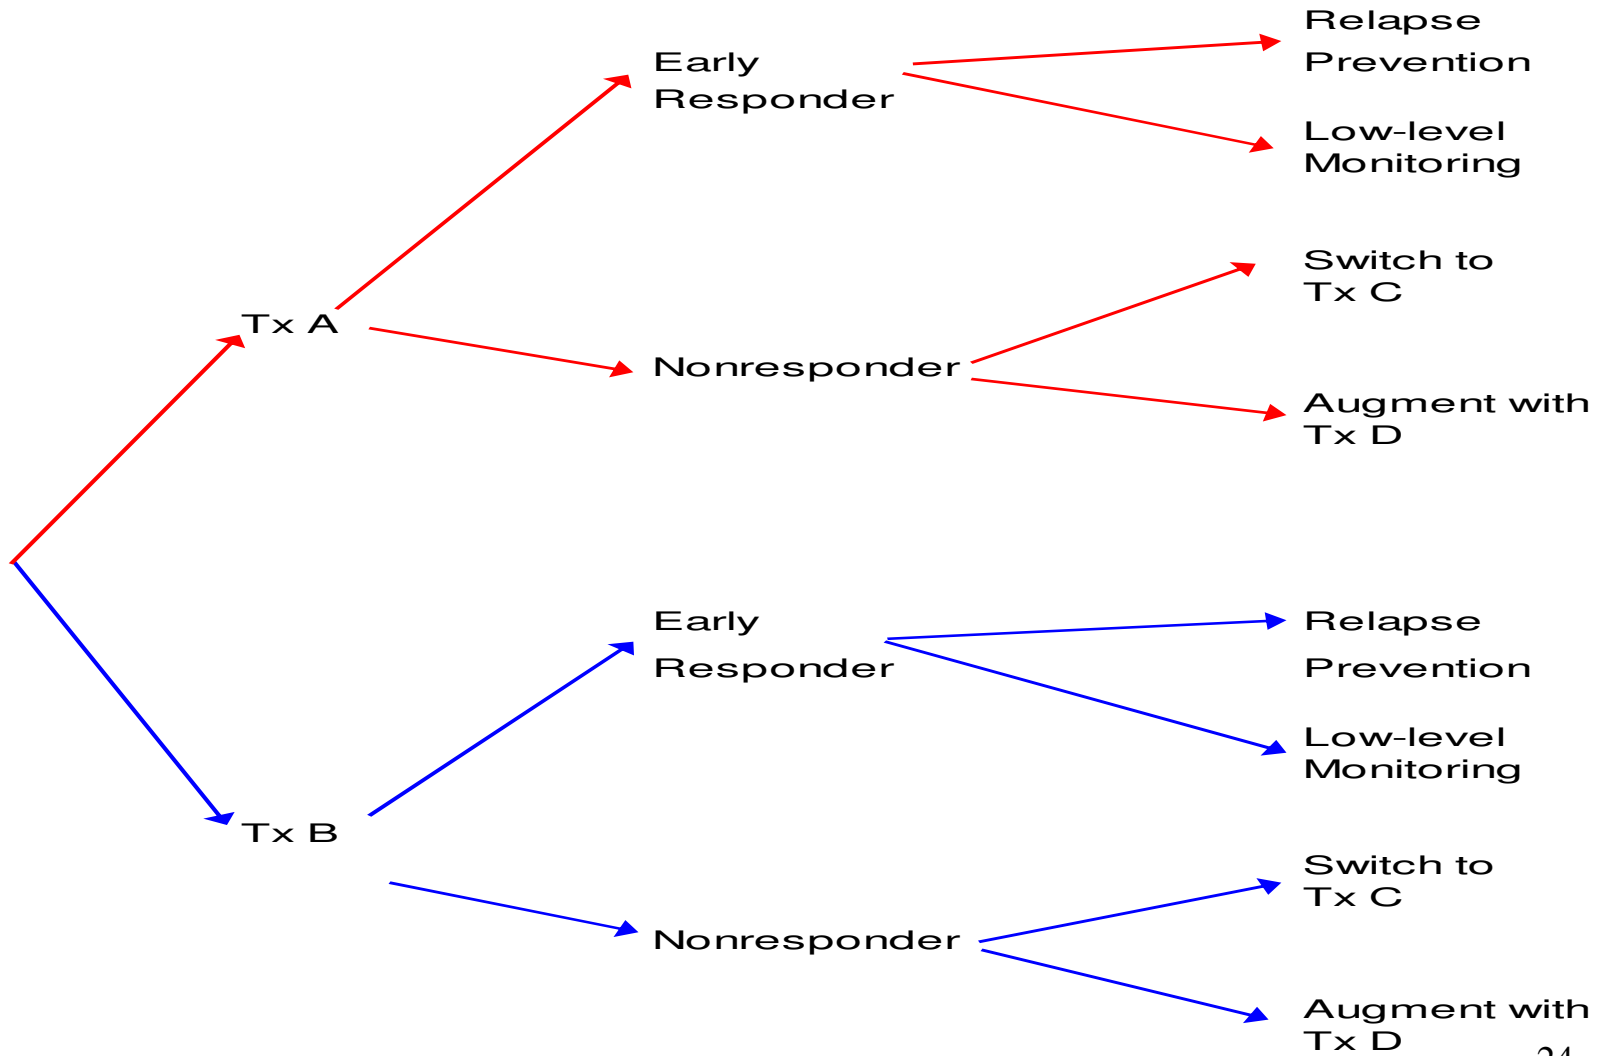 Early
Responder
Relapse
Prevention
Low-level
Monitoring
Tx A
Nonresponder
Switch to
Tx C
Augment with
Tx D
Early
Responder
Relapse
Prevention
Low-level
Monitoring
Tx B
Nonresponder
Switch to
Tx C
Augment with
Tx D